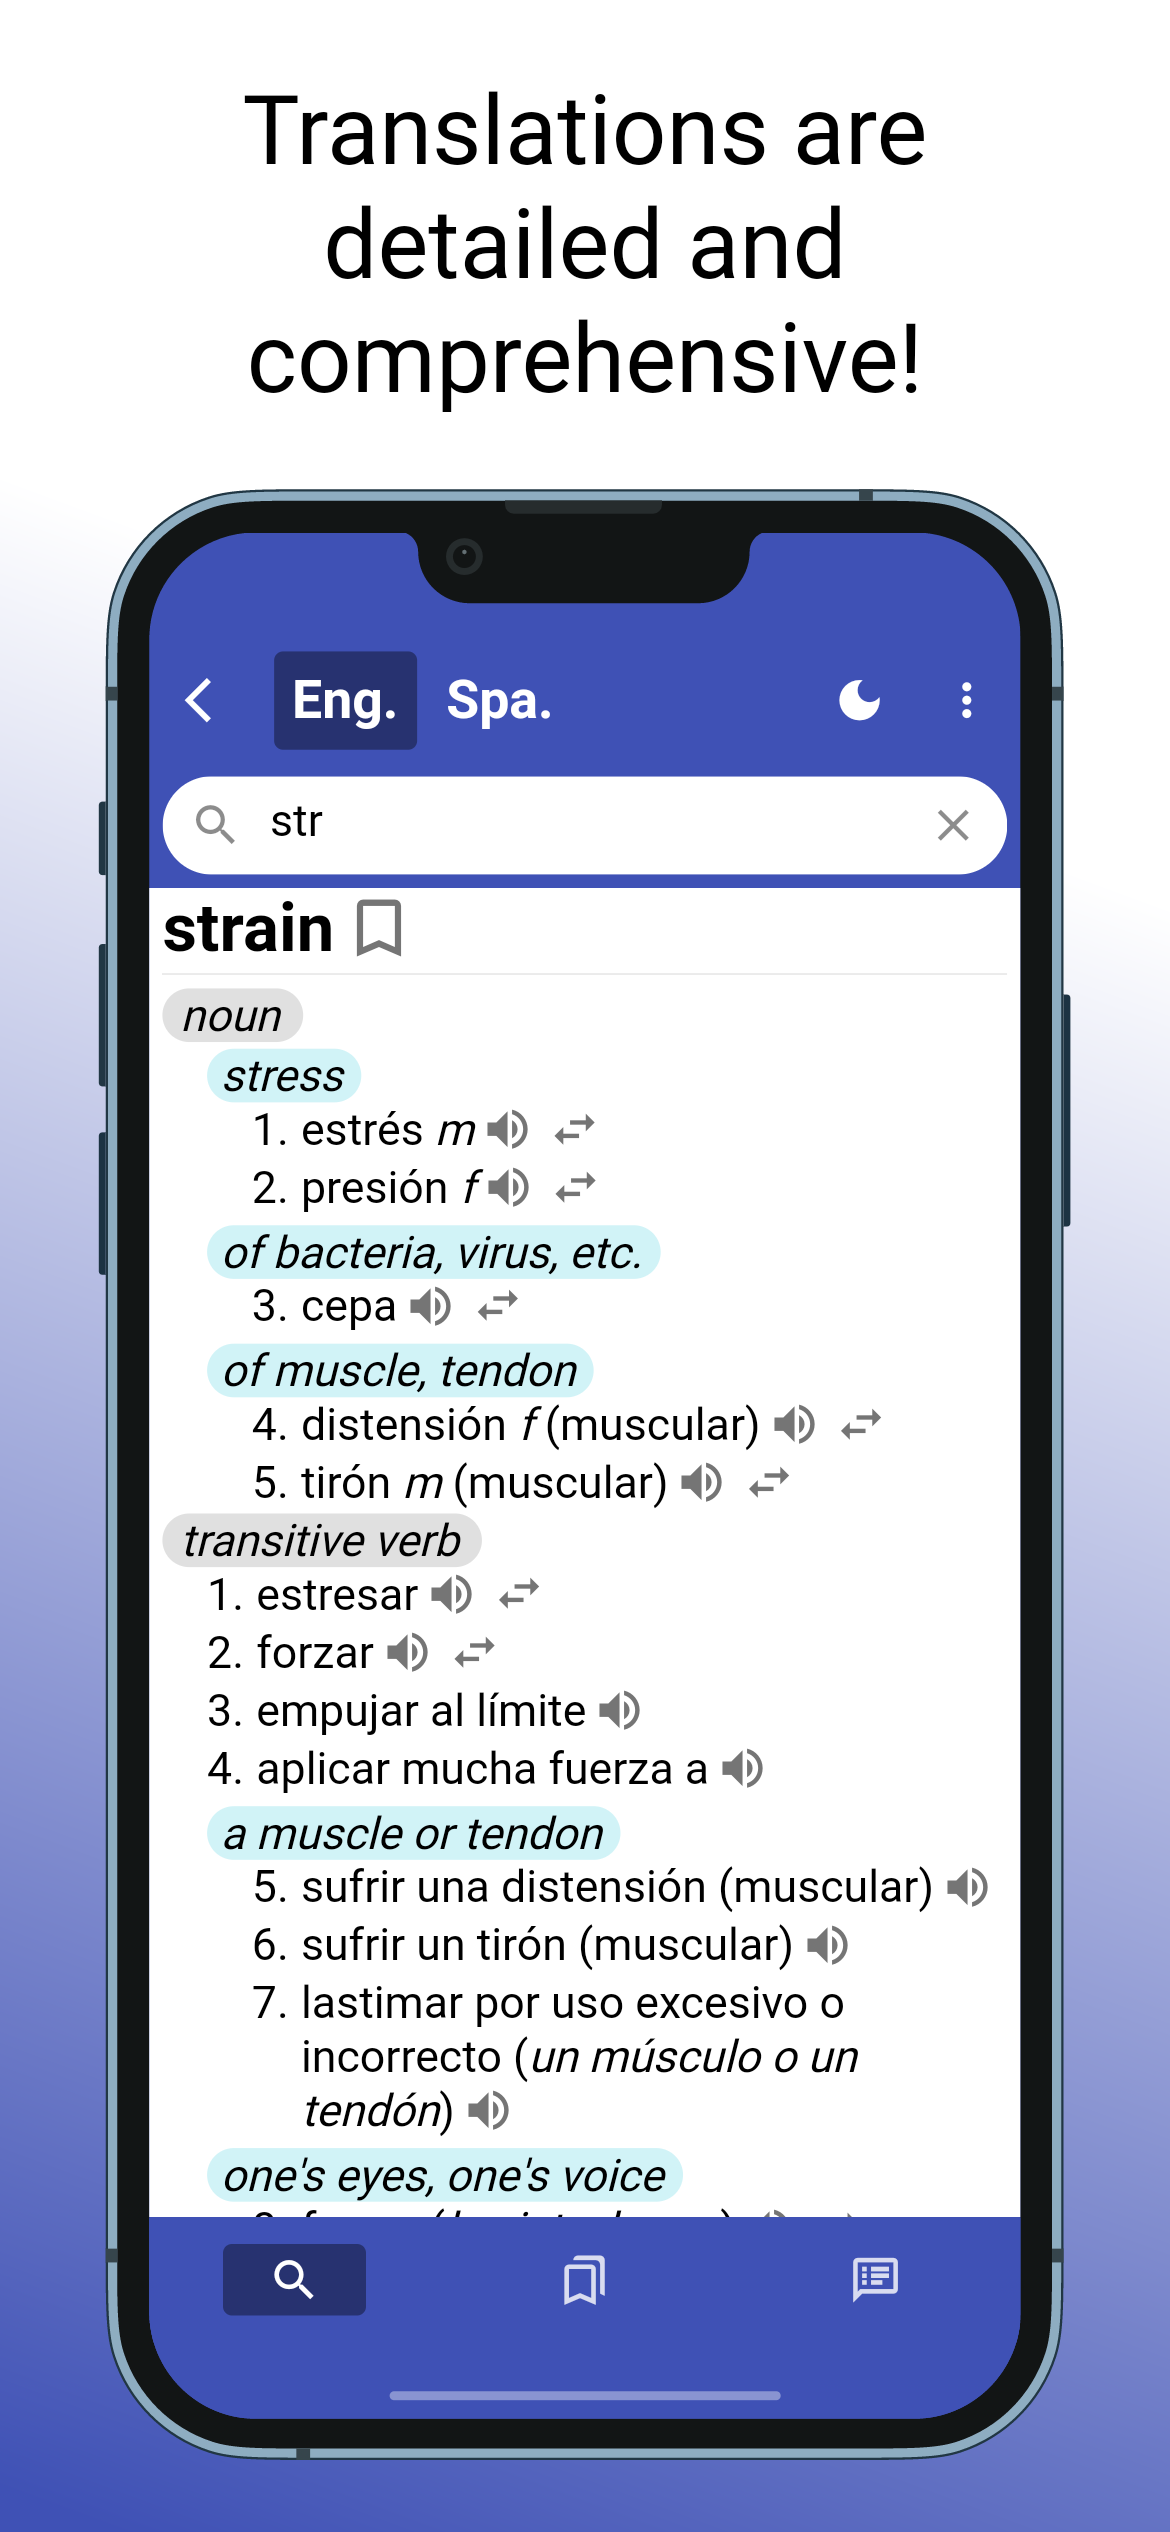 Translations are
detailed and
comprehensive!
Eng. Spa.
str
strain
noun
stress
1. estrés m
2. presión f
of bacteria, virus, etc.
3. cepa
of muscle, tendon
4. distensión f (muscular)
5. tirón m (muscular)
transitive verb
1. estresar
2. forzar
3. empujar al límite
4. aplicar mucha fuerza a
a muscle or tendon
5. sufrir una distensión (muscular)
6. sufrir un tirón (muscular)
7. lastimar por uso excesivo o
incorrecto (un músculo o un
tendón)
one's eyes, one's voice